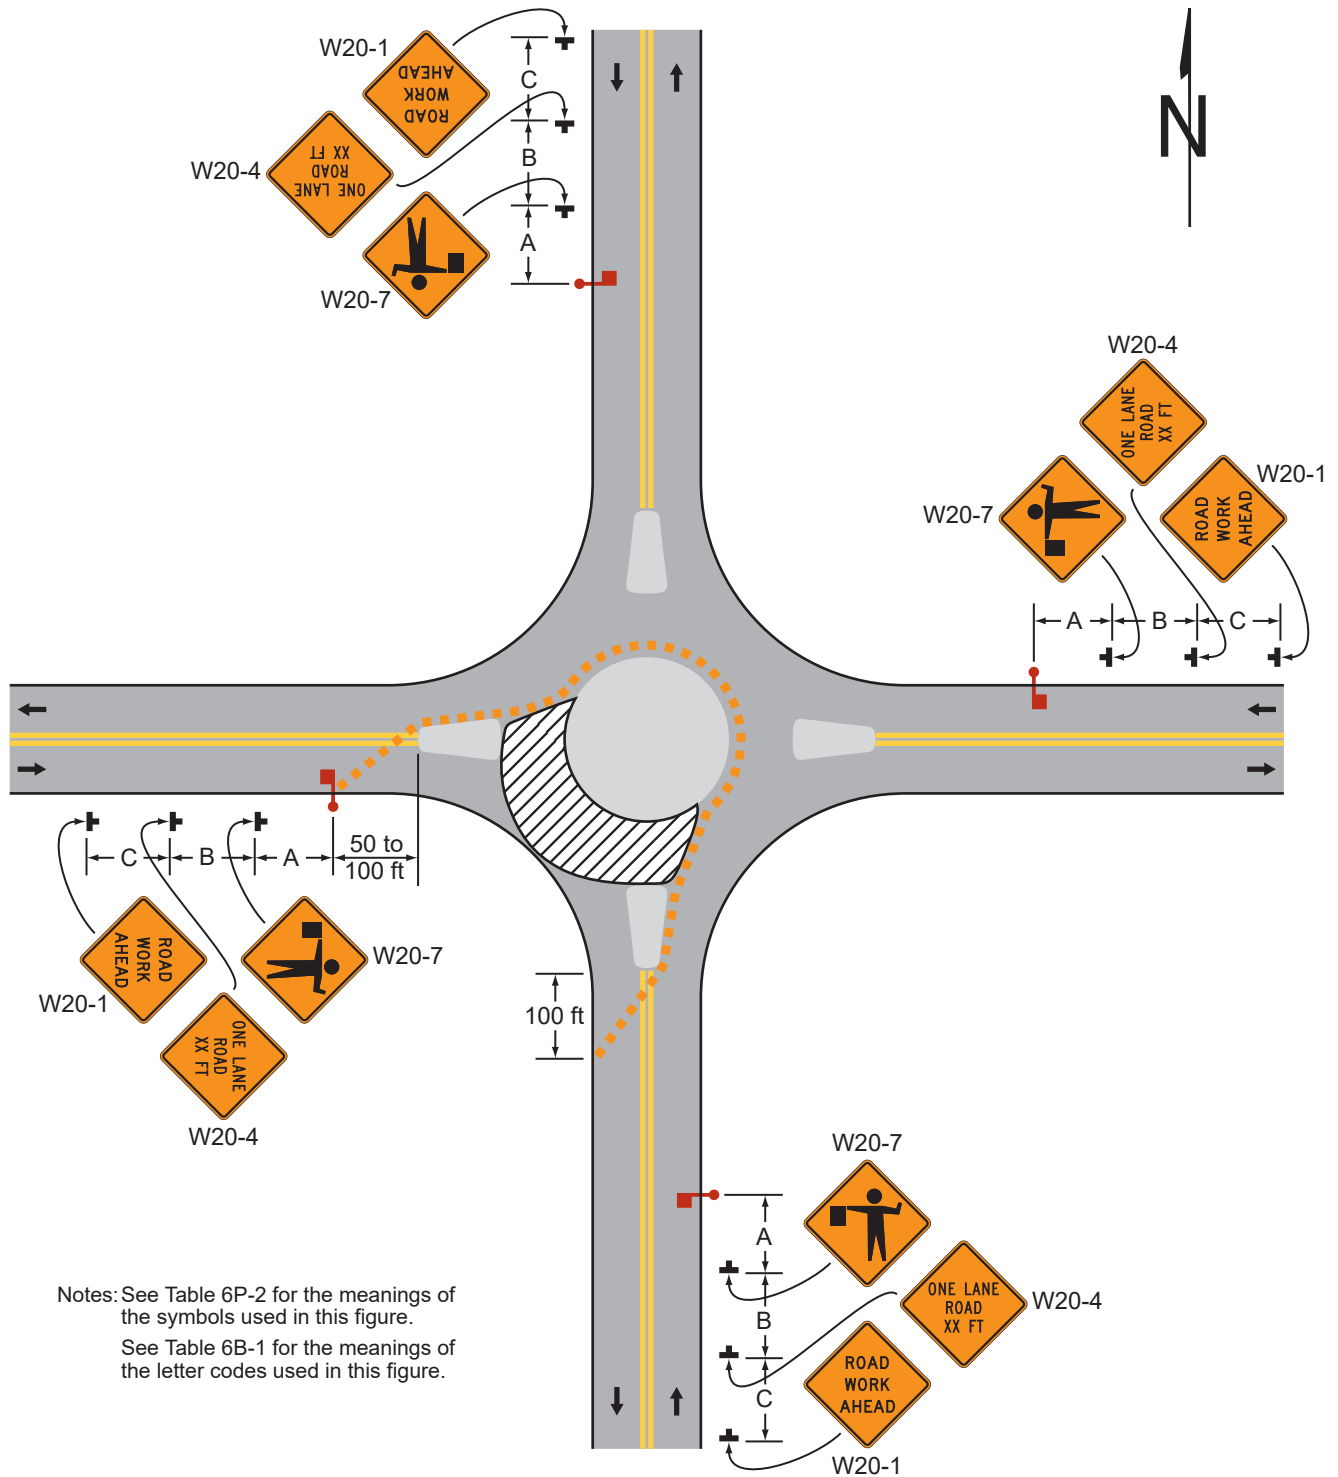 W20-1
ROAD
WORK
AHEAD
C
W20-4
ONE LANE
ROAD
XX FT
B
W20-7
A
N
W20-4
ONE LANE
ROAD
XX FT
W20-1
ROAD
WORK
AHEAD
W20-7
A
B
C
C
B
A
50 to
100 ft
W20-1
ROAD
WORK
AHEAD
W20-7
ONE LANE
ROAD
XX FT
W20-4
100 ft
W20-7
A
B
C
ONE LANE
ROAD
XX FT
W20-4
ROAD
WORK
AHEAD
W20-1
Notes: See Table 6P-2 for the meanings of
the symbols used in this figure.
See Table 6B-1 for the meanings of
the letter codes used in this figure.